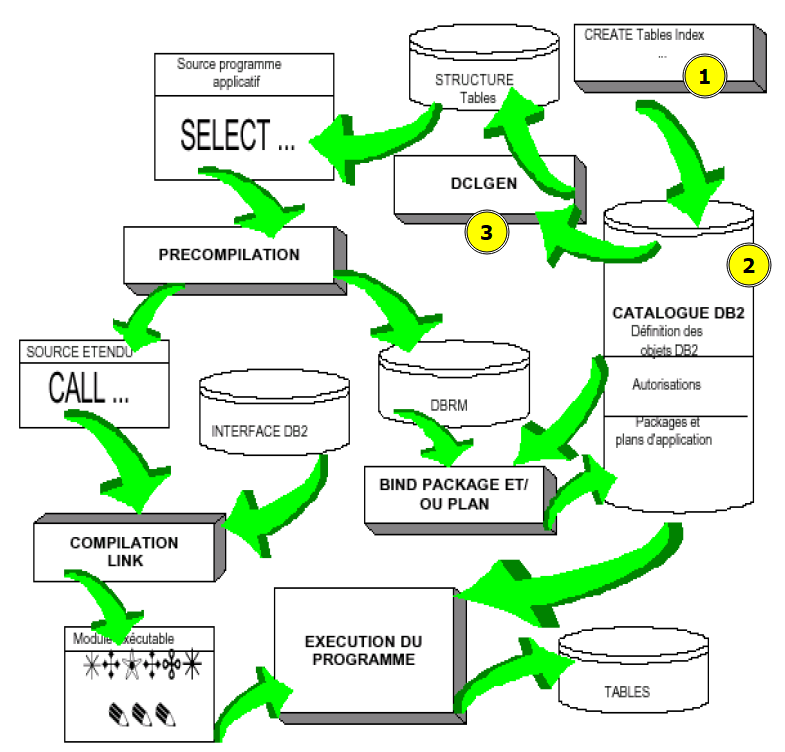 CREATE Tables Index
...
1
STRUCTURE
Tables
Source programme
applicatif
SELECT ...
DCLGEN
3
2
PRECOMPILATION
CATALOGUE DB2
Définition des
objets DB2
Autorisations
Packages et
plans d'application
SOURCE ETENDU
CALL ...
INTERFACE DB2
DBRM
BIND PACKAGE ET/
OU PLAN
COMPILATION
LINK
Module exécutable
EXECUTION DU
PROGRAMME
TABLES